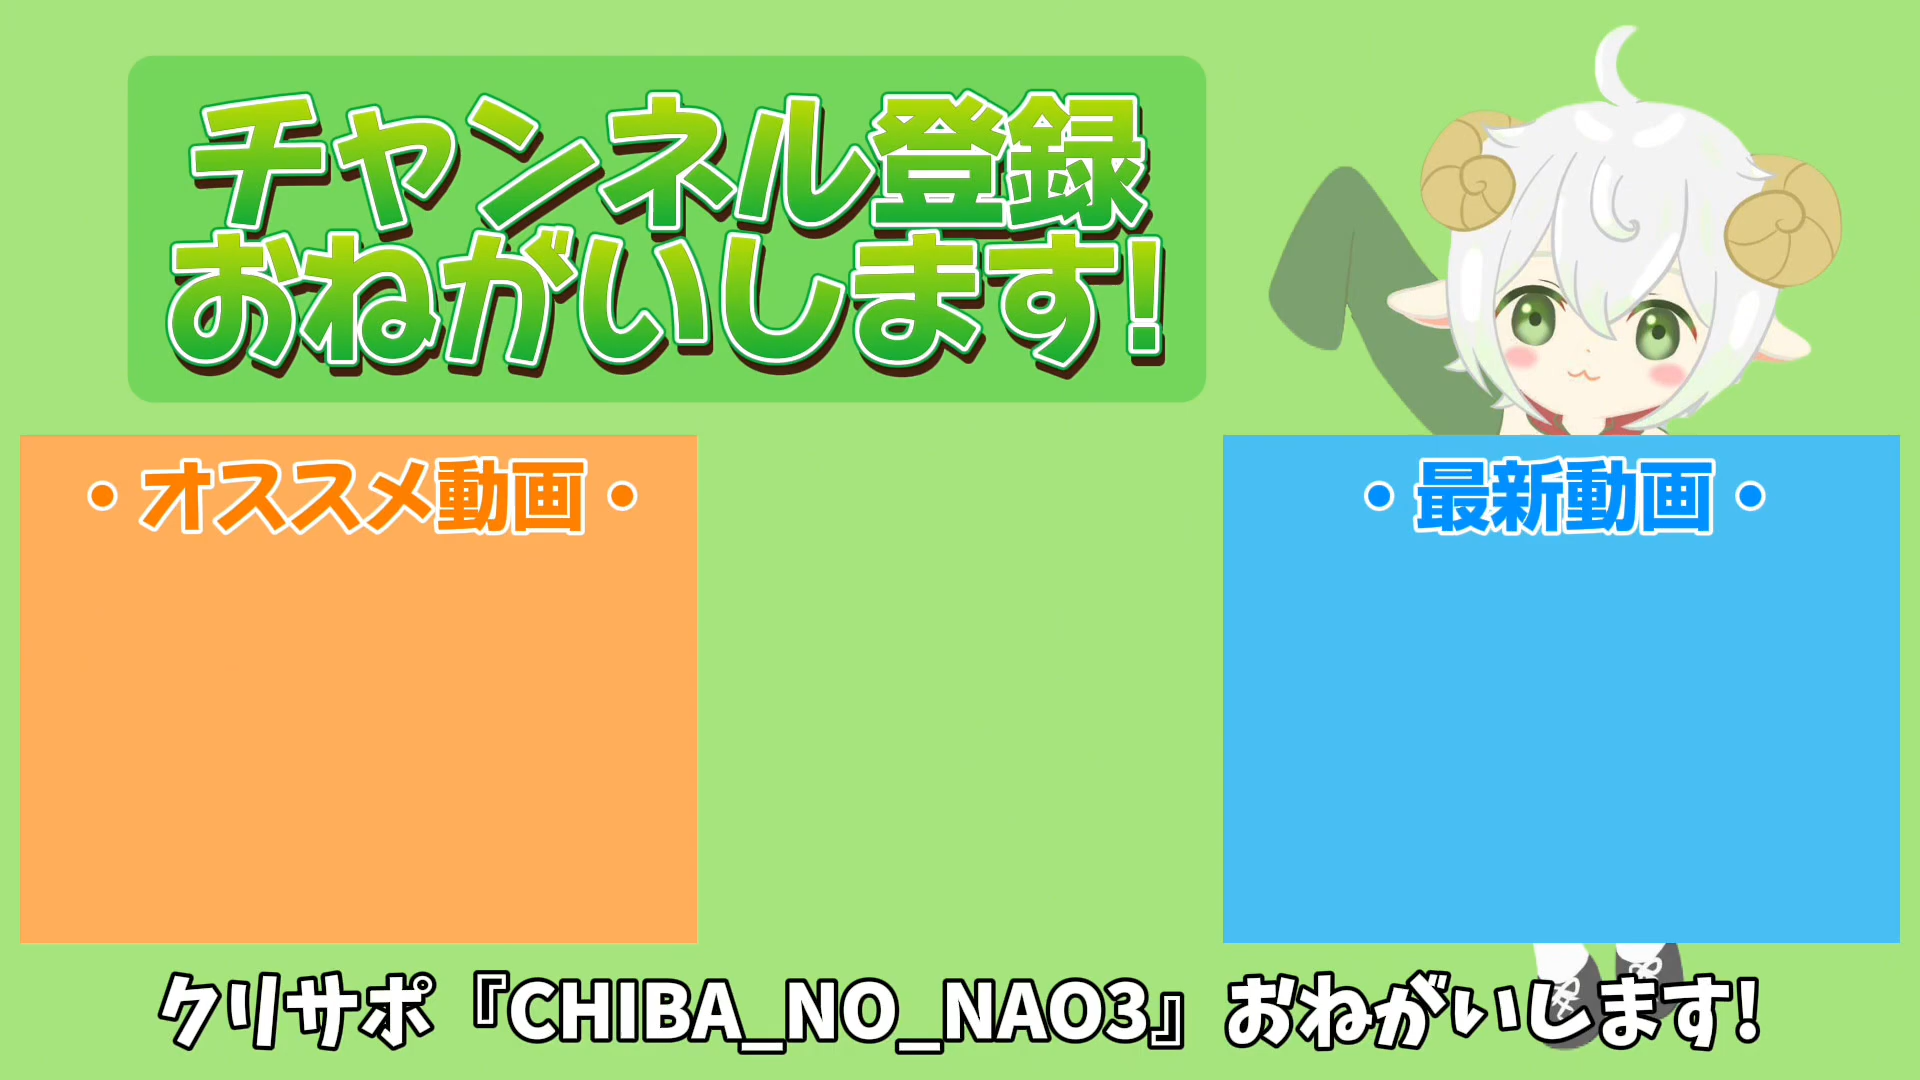 チャンネル登録
おねがいします!
・オススメ動画・
・最新動画・
クリサポ『CHIBA_NO_NAO3』おねがいします!